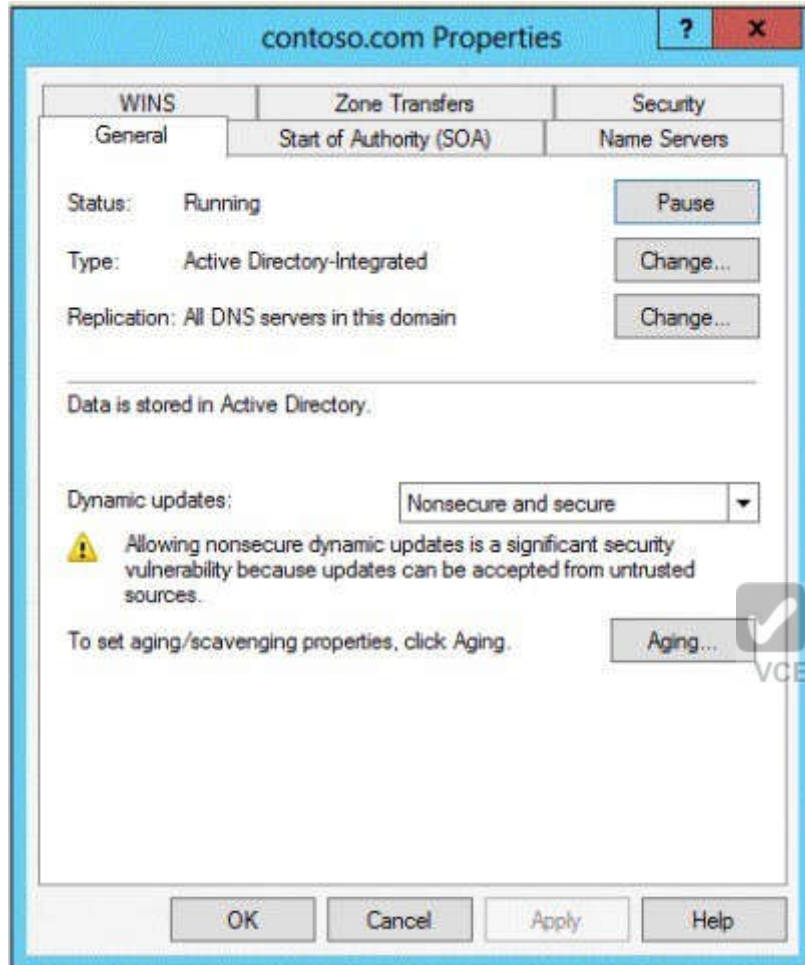 contoso.com Properties
?
x
WINS
Zone Transfers
Security
General
Start of Authority (SOA)
Name Servers
Status: Running
Pause
Type: Active Directory-Integrated
Change...
Replication: All DNS servers in this domain
Change...
Data is stored in Active Directory.
Dynamic updates:
Nonsecure and secure
Allowing nonsecure dynamic updates is a significant security
vulnerability because updates can be accepted from untrusted
sources.
To set aging/scavenging properties, click Aging.
Aging...
VCE
OK
Cancel
Apply
Help